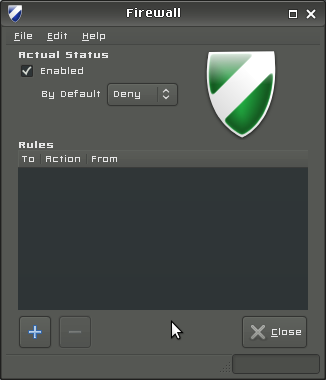 Firewall
File Edit Help
Actual Status
Enabled
By Default Deny
Rules
To Action From
Close